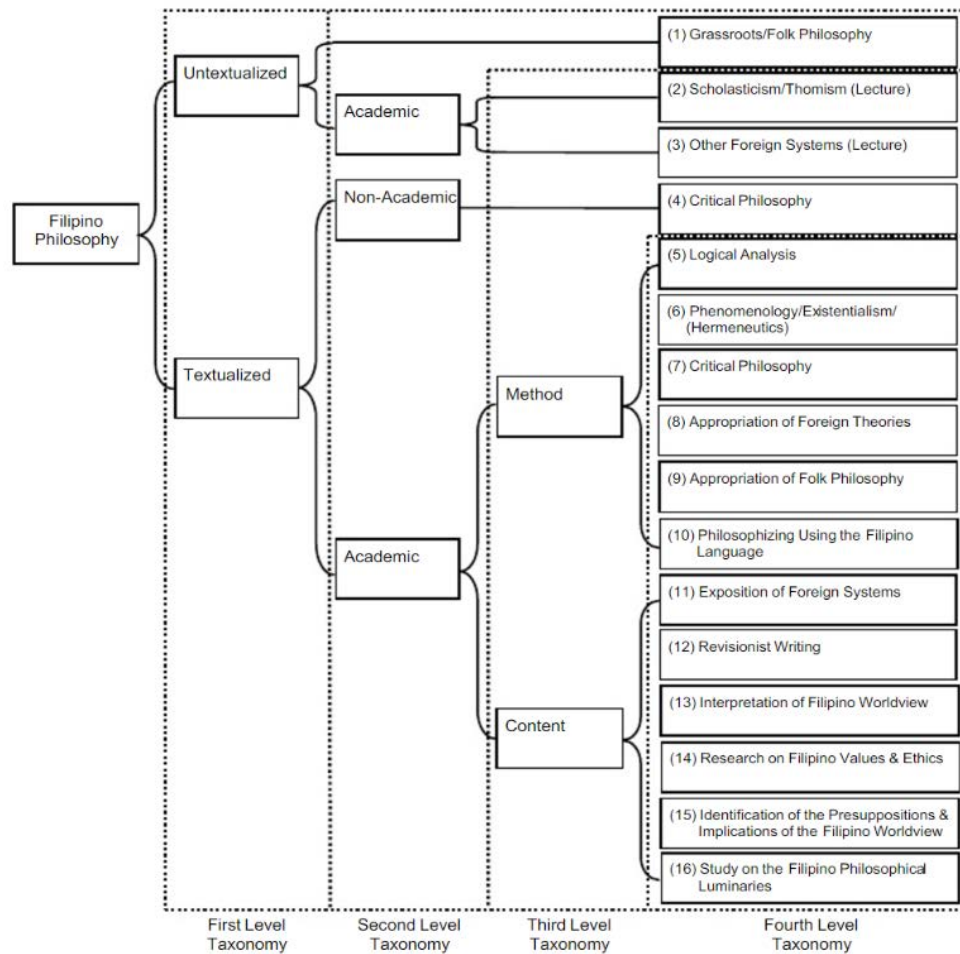 (1) Grassroots/Folk Philosophy
Untextualized
(2) Scholasticism/Thomism (Lecture)
Academic
(3) Other Foreign Systems (Lecture)
Non-Academic
(4) Critical Philosophy
Filipino
Philosophy
(5) Logical Analysis
(6) Phenomenology/Existentialism/
(Hermeneutics)
Textualized
(7) Critical Philosophy
Method
(8) Appropriation of Foreign Theories
(9) Appropriation of Folk Philosophy
(10) Philosophizing Using the Filipino
Language
Academic
(11) Exposition of Foreign Systems
(12) Revisionist Writing
(13) Interpretation of Filipino Worldview
Content
(14) Research on Filipino Values & Ethics
(15) Identification of the Presuppositions &
Implications of the Filipino Worldview
(16) Study on the Filipino Philosophical
Luminaries
First Level
Taxonomy
Second Level
Taxonomy
Third Level
Taxonomy
Fourth Level
Taxonomy